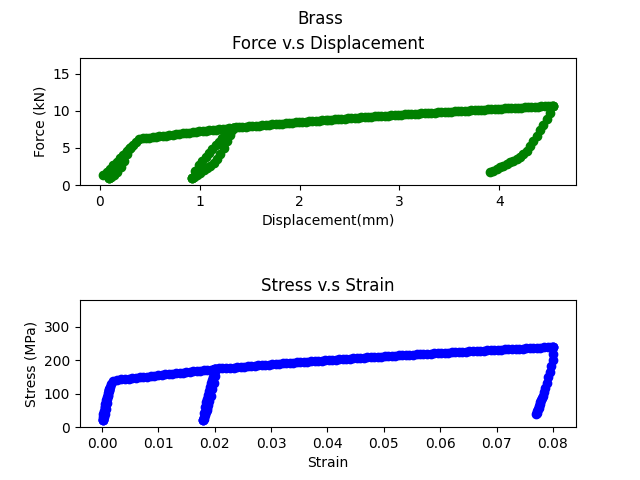 Brass
Force v.s Displacement
15
10
5
0
Force (kN)
0 1 2 3 4
Displacement(mm)
Stress v.s Strain
300
200
100
0
Stress (MPa)
0.00 0.01 0.02 0.03 0.04 0.05 0.06 0.07 0.08
Strain